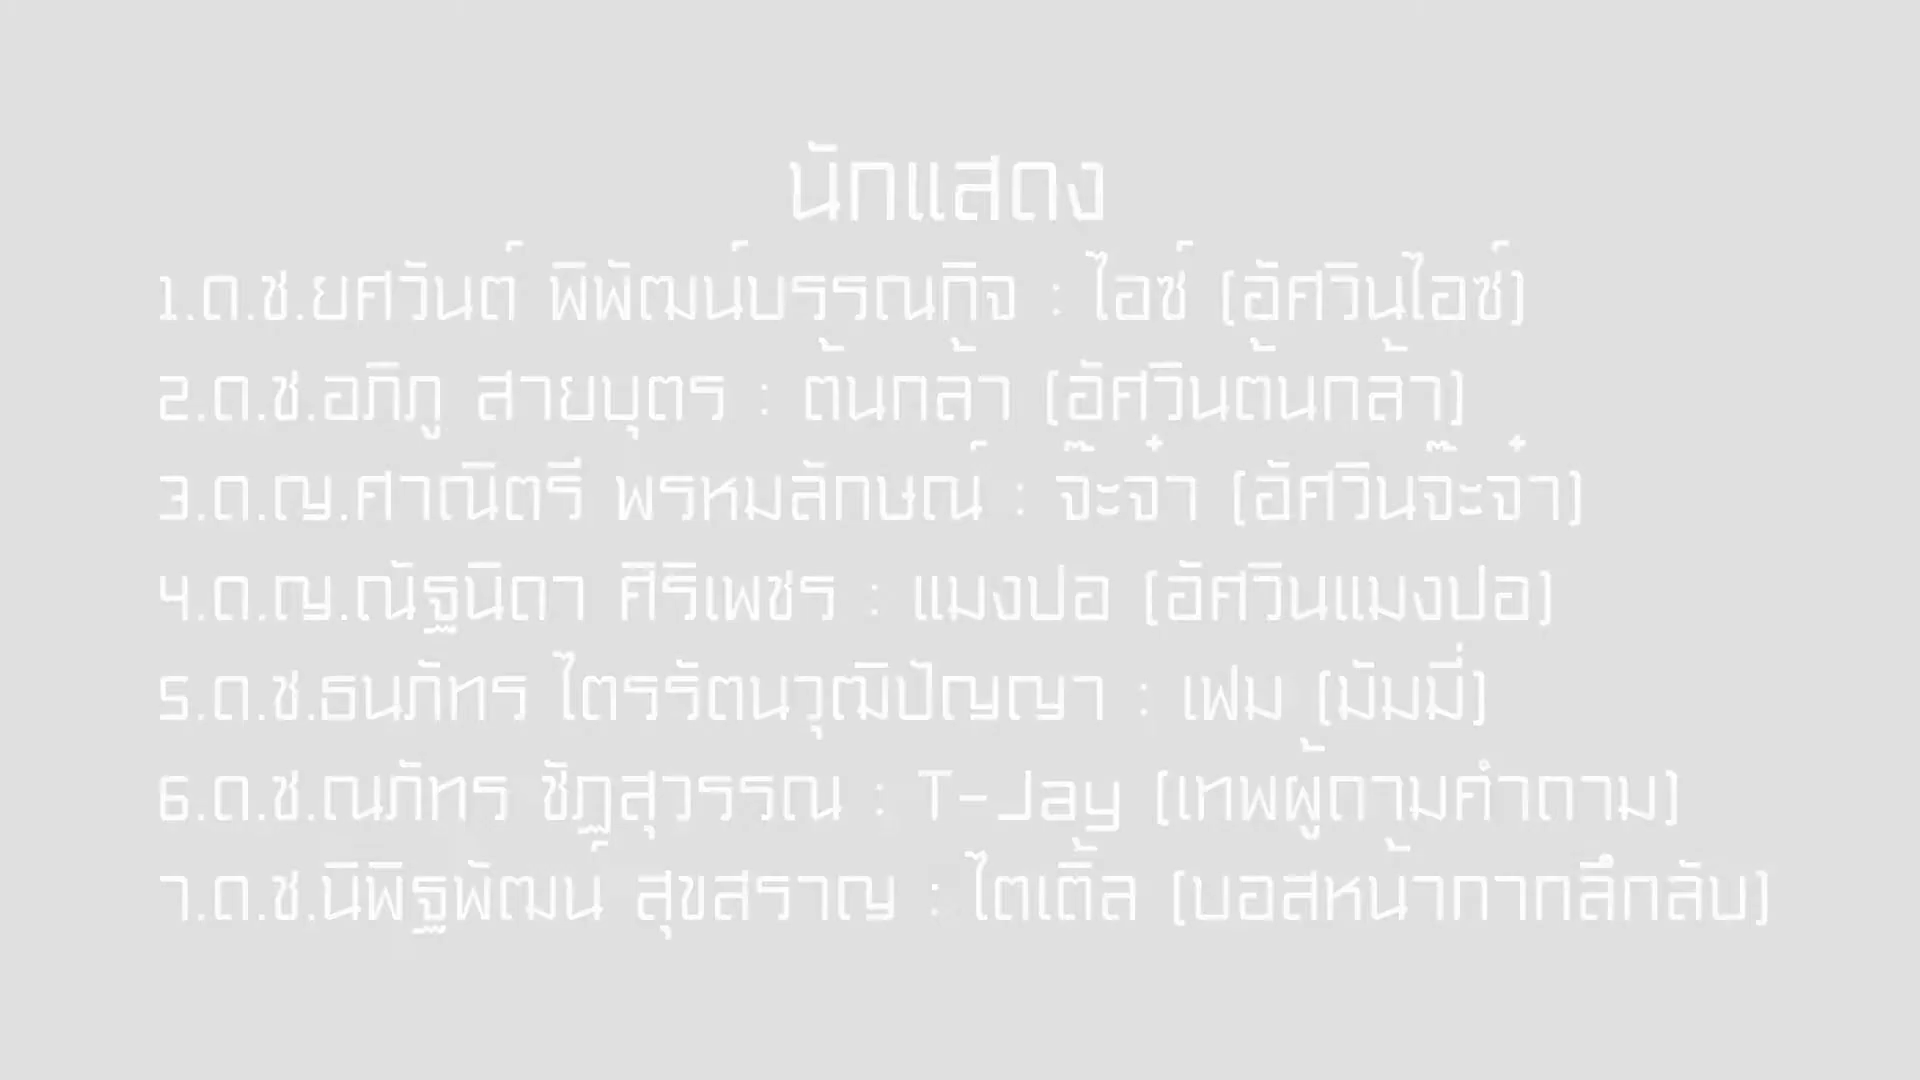 นักแสดง
1.ด.ช.ยศวันต์ พิพัฒน์บรรณกิจ : ไอซ์ (อัศวินไอซ์)
2.ด.ช.อภิภู สายบุตร : ต้นกล้า (อัศวินต้นกล้า)
3.ด.ญ.ศาณิตรี พรหมลักษณ์ : จ๊ะจ๋า (อัศวินจ๊ะจ๋า)
4.ด.ญ.ณัฐนิดา ศิริเพชร : แมงปอ (อัศวินแมงปอ)
5.ด.ช.ธนภัทร ไตรรัตนวุฒิปัญญา : เฟม (มัมมี่)
6.ด.ช.ณภัทร ชัฎสุวรรณ : T-Jay (เทพผู้ถามคำถาม)
7.ด.ช.นิพิฐพัฒน์ สุขสราญ : ไตเติ้ล (บอสหน้ากากลึกลับ)